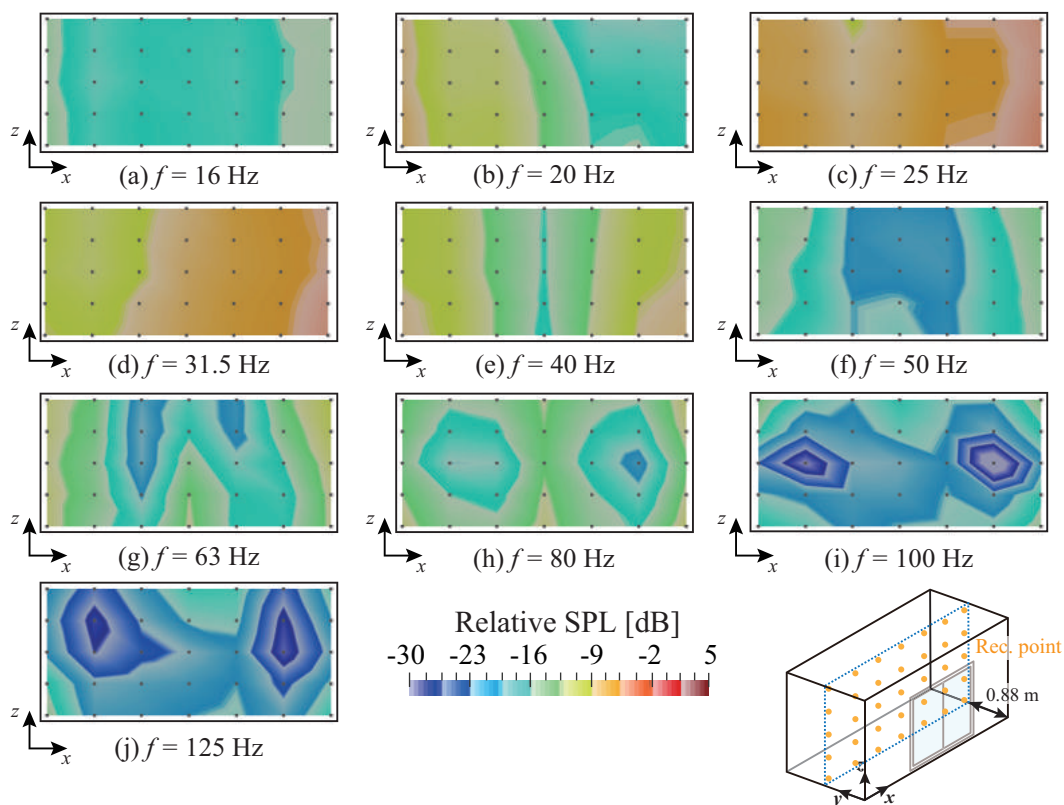 z
x
(a) f = 16 Hz
(b) f = 20 Hz
z
x
(c) f = 25 Hz
z
x
z
x
(d) f = 31.5 Hz
z
x
(e) f = 40 Hz
z
x
(f) f = 50 Hz
z
x
(g) f = 63 Hz
z
x
(h) f = 80 Hz
z
x
(i) f = 100 Hz
z
x
(j) f = 125 Hz
Relative SPL [dB]
-30 -23 -16 -9 -2 5
Rec. point
0.88 m
z
y
x